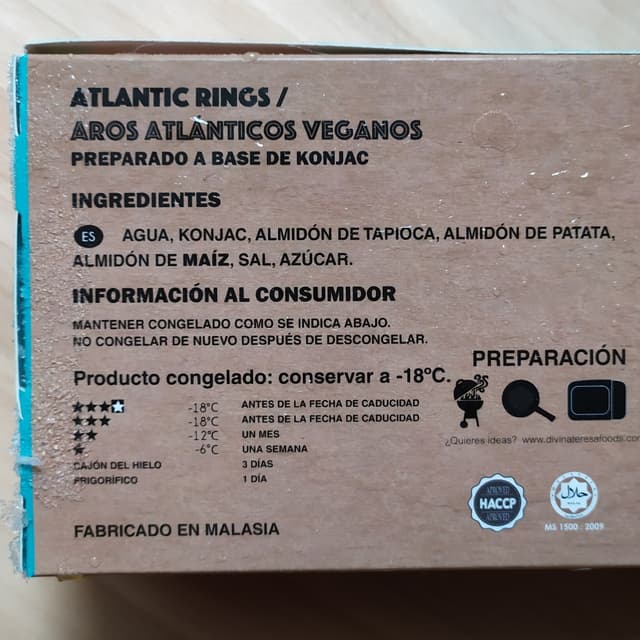 ATLANTIC RINGS /
AROS ATLÁNTICOS VEGANOS
PREPARADO A BASE DE KONJAC
INGREDIENTES
ES AGUA, KONJAC, ALMIDÓN DE TAPIOCA, ALMIDÓN DE PATATA,
ALMIDÓN DE MAÍZ, SAL, AZÚCAR.
INFORMACIÓN AL CONSUMIDOR
MANTENER CONGELADO COMO SE INDICA ABAJO.
NO CONGELAR DE NUEVO DESPUÉS DE DESCONGELAR.
PREPARACIÓN
Producto congelado: conservar a -18ºC.
-18°C ANTES DE LA FECHA DE CADUCIDAD
-18°C ANTES DE LA FECHA DE CADUCIDAD
-12°C UN MES
-6°C UNA SEMANA
CAJÓN DEL HIELO 3 DÍAS
FRIGORÍFICO 1 DÍA
¿Quieres ideas? www.divinateresafoods.co
APROVED
HACCP
APROVED
حلال
MS 1500 : 2009
FABRICADO EN MALASIA